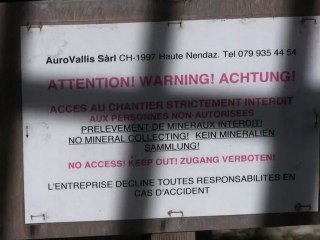 AuroVallis Sàrl CH-1997 Haute Nendaz. Tel 079 935 44 54
ATTENTION! WARNING! ACHTUNG!
ACCES AU CHANTIER STRICTEMENT INTERDIT
AUX PERSONNES NON-AUTORISEES
PRELEVEMENT DE MINERAUX INTERDIT!
NO MINERAL COLLECTING! KEIN MINERALIEN
SAMMLUNG!
NO ACCESS! KEEP OUT! ZUGANG VERBOTEN!
L'ENTREPRISE DECLINE TOUTES RESPONSABILITES EN
CAS D'ACCIDENT